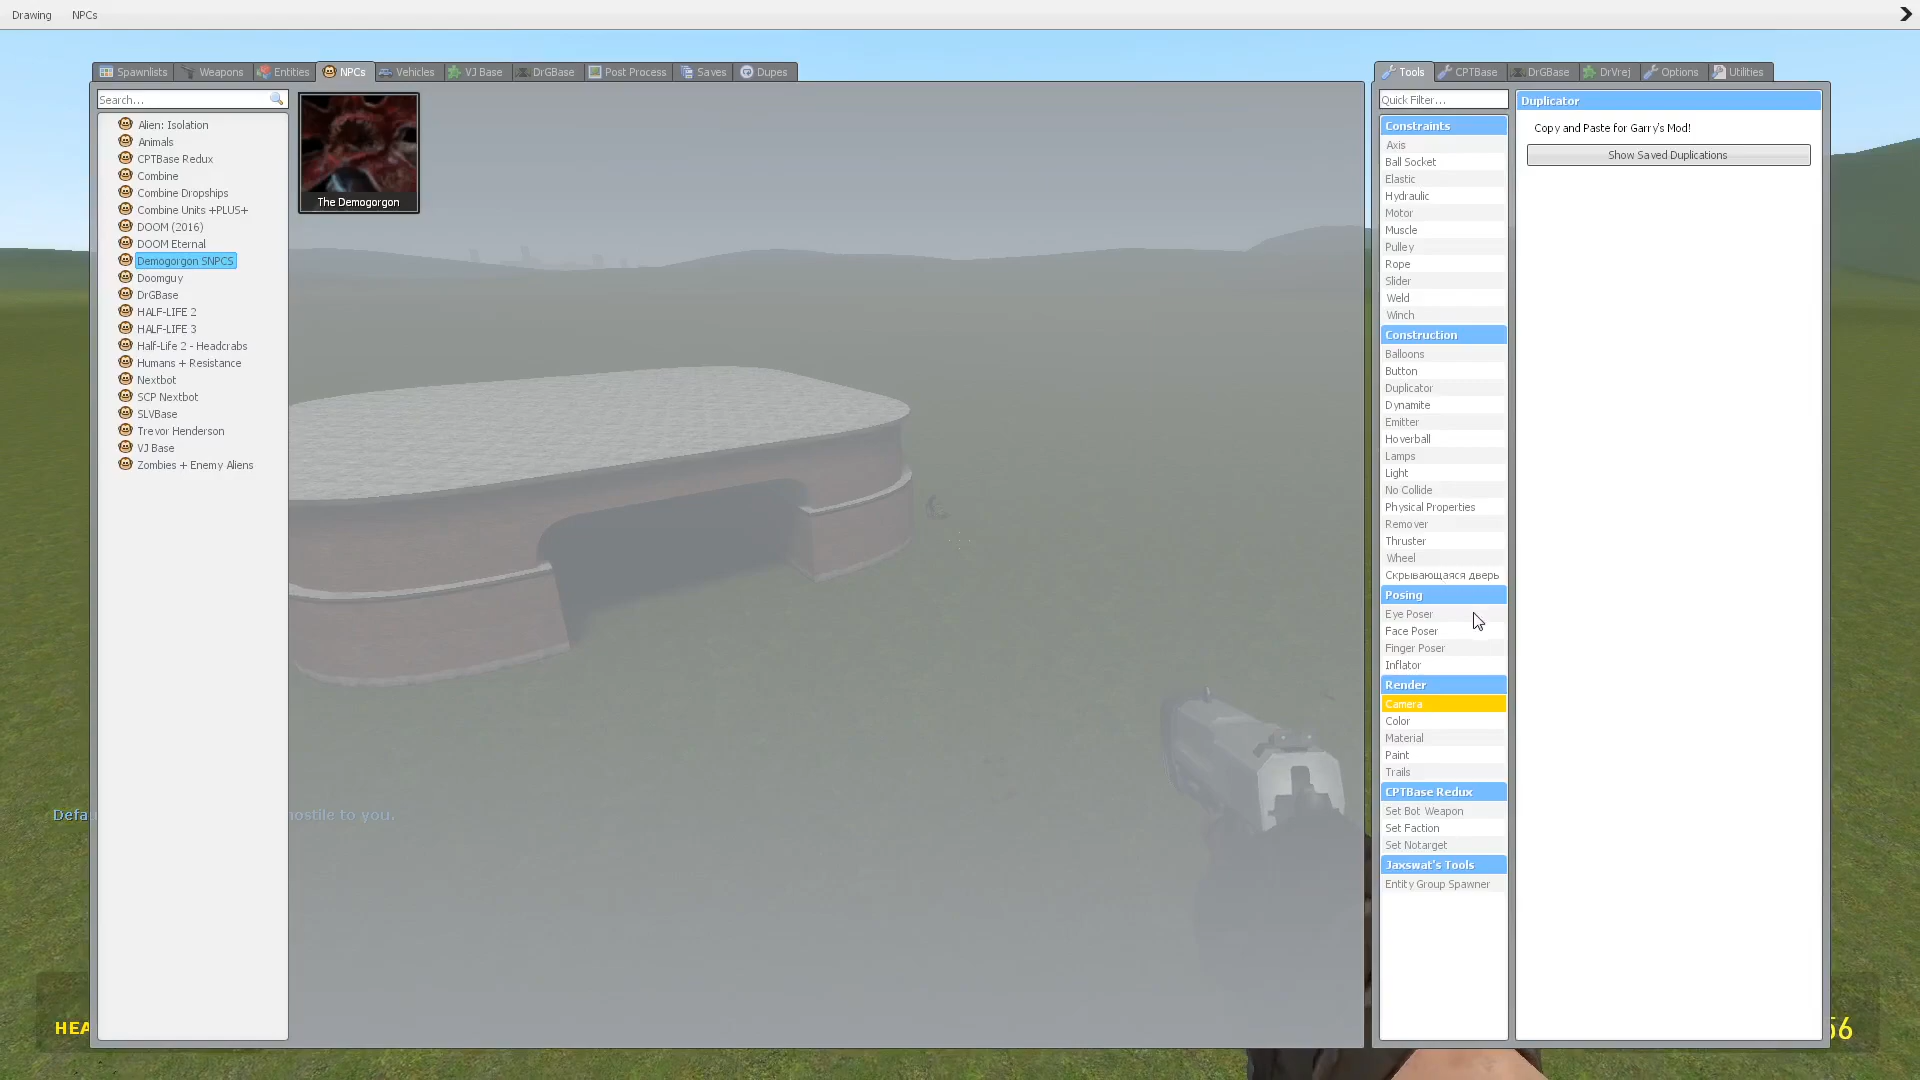 Drawing NPCs
Spawnlists Weapons Entities NPCs Vehicles VJ Base DrGBase Post Process Saves Dupes
Tools CPTBase DrGBase DrVrej Options Utilities
Search...
Alien: Isolation
Animals
CPTBase Redux
Combine
Combine Dropships
Combine Units +PLUS+
DOOM (2016)
DOOM Eternal
Demogorgon SNPCS
Doomguy
DrGBase
HALF-LIFE 2
HALF-LIFE 3
Half-Life 2 - Headcrabs
Humans + Resistance
Nextbot
SCP Nextbot
SLVBase
Trevor Henderson
VJ Base
Zombies + Enemy Aliens
The Demogorgon
Quick Filter...
Constraints
Axis
Ball Socket
Elastic
Hydraulic
Motor
Muscle
Pulley
Rope
Slider
Weld
Winch
Construction
Balloons
Button
Duplicator
Dynamite
Emitter
Hoverball
Lamps
Light
No Collide
Physical Properties
Remover
Thruster
Wheel
Скрывающаяся дверь
Posing
Eye Poser
Face Poser
Finger Poser
Inflator
Render
Camera
Color
Material
Paint
Trails
CPTBase Redux
Set Bot Weapon
Set Faction
Set Notarget
Jaxswat's Tools
Entity Group Spawner
Duplicator
Copy and Paste for Garry's Mod!
Show Saved Duplications
to you.